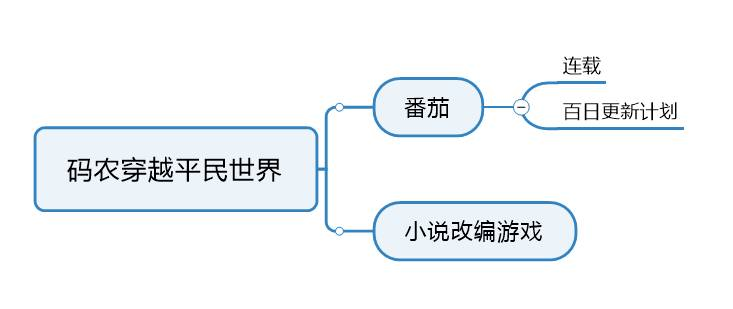 码农穿越平民世界
番茄
连载
百日更新计划
小说改编游戏